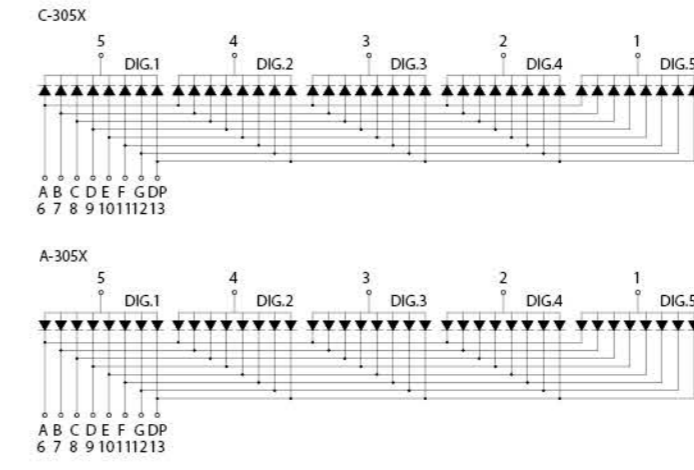 C-305X
5 4 3 2 1
DIG.1 DIG.2 DIG.3 DIG.4 DIG.5
A B C D E F G DP
6 7 8 9 10 11 12 13
A-305X
5 4 3 2 1
DIG.1 DIG.2 DIG.3 DIG.4 DIG.5
A B C D E F G DP
6 7 8 9 10 11 12 13